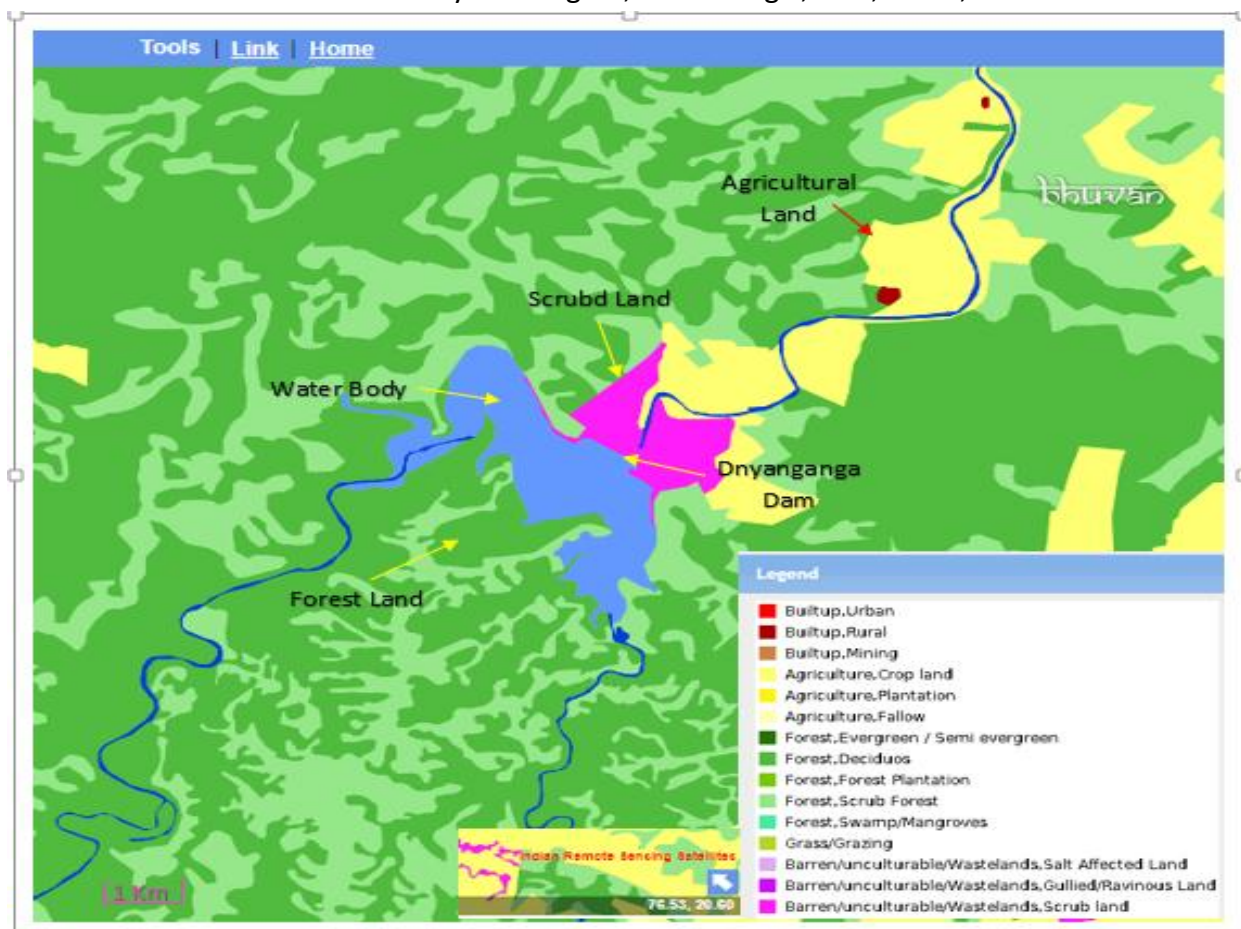 Tools | Link | Home
Agricultural
Land
bhuvan
Scrubd Land
Water Body
Dnyanganga
Dam
Forest Land
Legend
Builtup,Urban
Builtup,Rural
Builtup,Mining
Agriculture,Crop land
Agriculture,Plantation
Agriculture,Fallow
Forest,Evergreen / Semi evergreen
Forest,Deciduos
Forest,Forest Plantation
Forest,Scrub Forest
Forest,Swamp/Mangroves
Grass/Grazing
Barren/unculturable/Wastelands,Salt Affected Land
Barren/unculturable/Wastelands,Gullied/Ravinous Land
Barren/unculturable/Wastelands,Scrub land
Indian Remote Sensing Satellites
76.53, 20.60
1 Km